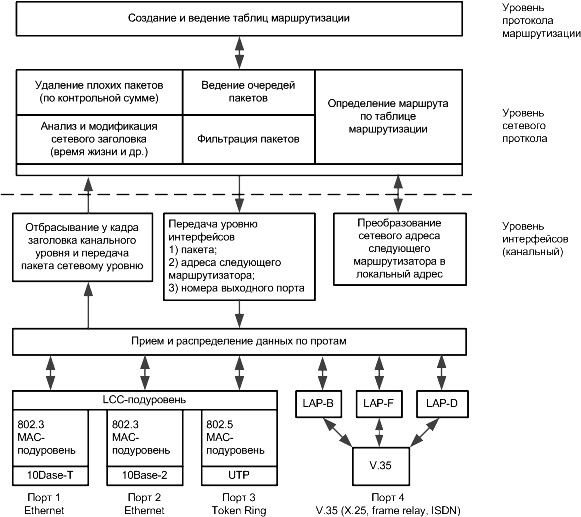 Создание и ведение таблиц маршрутизации
Уровень
протокола
маршрутизации
Удаление плохих пакетов
(по контрольной сумме)
Ведение очередей
пакетов
Определение маршрута
по таблице
маршрутизации
Анализ и модификация
сетевого заголовка
(время жизни и др.)
Фильтрация пакетов
Уровень
сетевого
проткола
Отбрасывание у кадра
заголовка канального
уровня и передача
пакета сетевому уровню
Передача уровню
интерфейсов
1) пакета;
2) адреса следующего
маршрутизатора;
3) номера выходного порта
Преобразование
сетевого адреса
следующего
маршрутизатора в
локальный адрес
Уровень
интерфейсов
(канальный)
Прием и распределение данных по протам
LCC-подуровень
802.3
MAC-
подуровень
10Dase-T
802.3
MAC-
подуровень
10Base-2
802.5
MAC-
подуровень
UTP
LAP-B
LAP-F
LAP-D
V.35
Порт 1
Ethernet
Порт 2
Ethernet
Порт 3
Token Ring
Порт 4
V.35 (X.25, frame relay, ISDN)